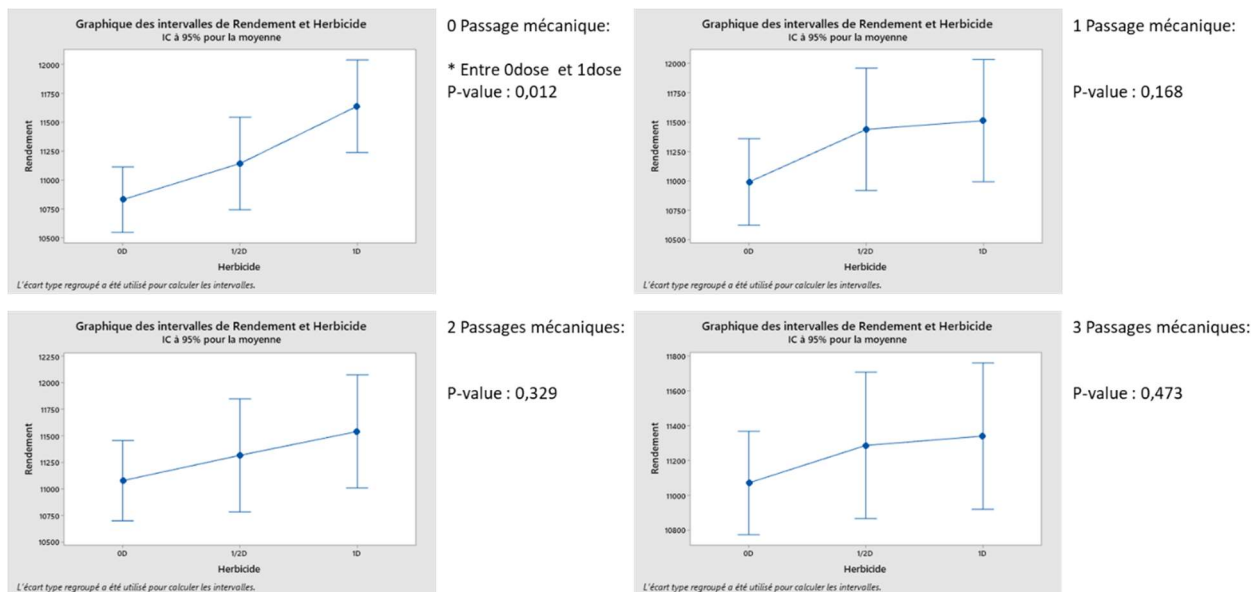 Graphique des intervalles de Rendement et Herbicide
IC à 95% pour la moyenne
12000
11750
11500
11250
11000
10750
10500
Rendement
0D
1/2D
1D
Herbicide
L'écart type regroupé a été utilisé pour calculer les intervalles.
0 Passage mécanique:
* Entre 0dose et 1dose
P-value : 0,012
Graphique des intervalles de Rendement et Herbicide
IC à 95% pour la moyenne
12000
11750
11500
11250
11000
10750
10500
Rendement
0D
1/2D
1D
Herbicide
L'écart type regroupé a été utilisé pour calculer les intervalles.
1 Passage mécanique:
P-value : 0,168
Graphique des intervalles de Rendement et Herbicide
IC à 95% pour la moyenne
12250
12000
11750
11500
11250
11000
10750
10500
Rendement
0D
1/2D
1D
Herbicide
L'écart type regroupé a été utilisé pour calculer les intervalles.
2 Passages mécaniques:
P-value : 0,329
Graphique des intervalles de Rendement et Herbicide
IC à 95% pour la moyenne
11800
11600
11400
11200
11000
10800
Rendement
0D
1/2D
1D
Herbicide
L'écart type regroupé a été utilisé pour calculer les intervalles.
3 Passages mécaniques:
P-value : 0,473